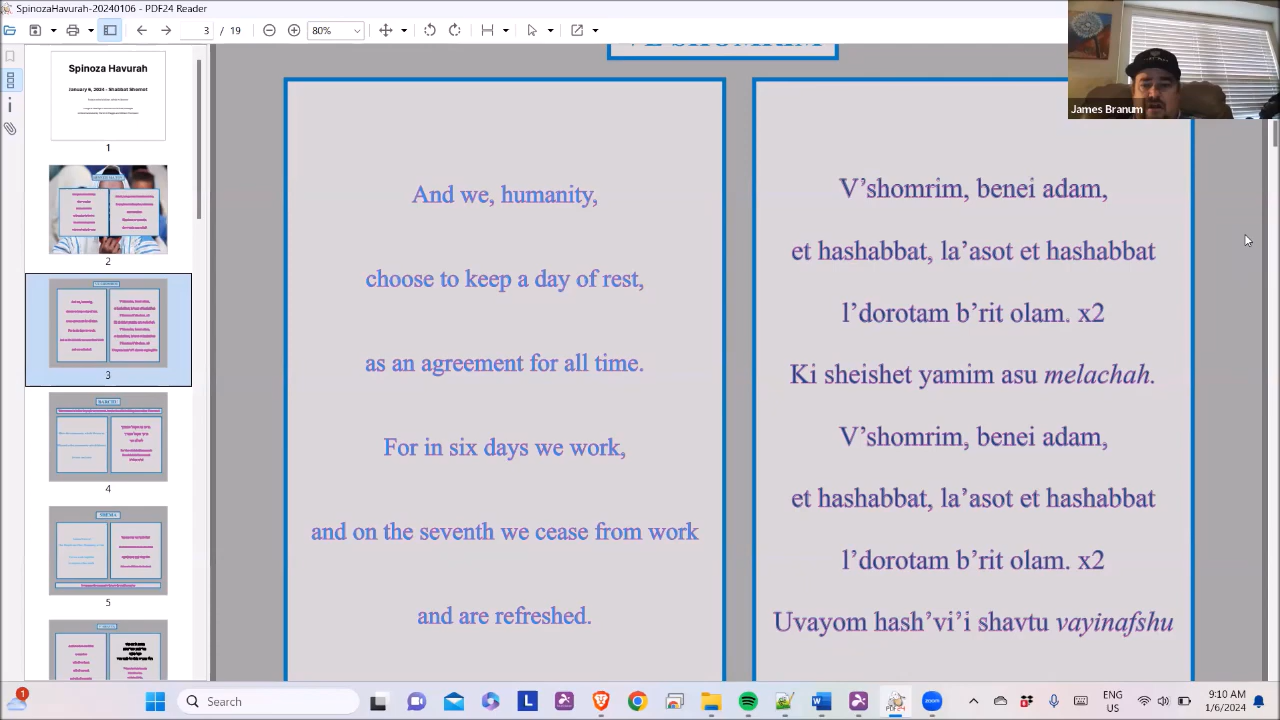 SpinozaHavurah-20240106 - PDF24 Reader
3 / 19
80%
Spinoza Havurah
January 6, 2024 - Shabbat Shemot
1
2
3
BARCHU
4
SHEMA
5
And we, humanity,
choose to keep a day of rest,
as an agreement for all time.
For in six days we work,
and on the seventh we cease from work
and are refreshed.
V'shomrim, benei adam,
et hashabbat, la'asot et hashabbat
l'dorotam b'rit olam. x2
Ki sheishet yamim asu melachah.
V'shomrim, benei adam,
et hashabbat, la'asot et hashabbat
l'dorotam b'rit olam. x2
Uvayom hash'vi'i shavtu vayinafshu
James Branum
1
Search
L
W
zoom
ENG
US
9:10 AM
1/6/2024